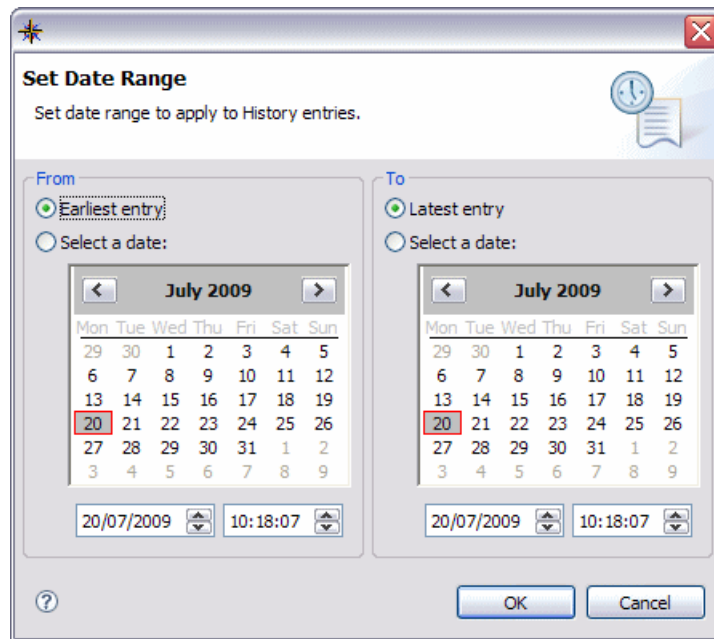 Set Date Range
Set date range to apply to History entries.
From
Earliest entry
Select a date:
July 2009
Mon Tue Wed Thu Fri Sat Sun
29 30 1 2 3 4 5
6 7 8 9 10 11 12
13 14 15 16 17 18 19
20 21 22 23 24 25 26
27 28 29 30 31 1 2
3 4 5 6 7 8 9
20/07/2009 10:18:07
To
Latest entry
Select a date:
July 2009
Mon Tue Wed Thu Fri Sat Sun
29 30 1 2 3 4 5
6 7 8 9 10 11 12
13 14 15 16 17 18 19
20 21 22 23 24 25 26
27 28 29 30 31 1 2
3 4 5 6 7 8 9
20/07/2009 10:18:07
?
OK Cancel